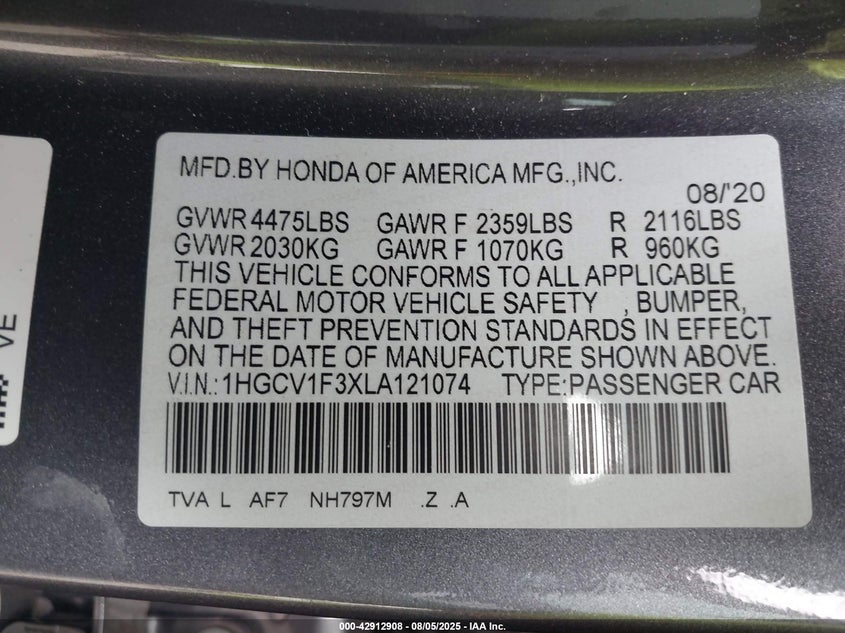 MFD.BY HONDA OF AMERICA MFG.,INC.
08/'20
GVWR 4475LBS GAWR F 2359LBS R 2116LBS
GVWR 2030KG GAWR F 1070KG R 960KG
THIS VEHICLE CONFORMS TO ALL APPLICABLE
FEDERAL MOTOR VEHICLE SAFETY , BUMPER,
AND THEFT PREVENTION STANDARDS IN EFFECT
ON THE DATE OF MANUFACTURE SHOWN ABOVE.
V.I.N.:1HGCV1F3XLA121074 TYPE:PASSENGER CAR
TVA L AF7 NH797M .Z .A
VE
000-42912908 - 08/05/2025 - IAA Inc.